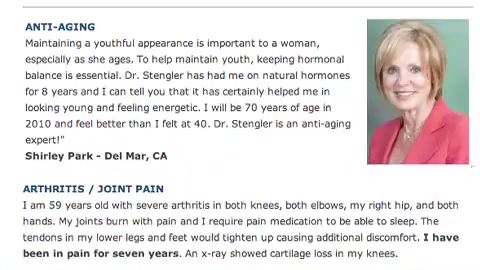 ANTI-AGING
Maintaining a youthful appearance is important to a woman,
especially as she ages. To help maintain youth, keeping hormonal
balance is essential. Dr. Stengler has had me on natural hormones
for 8 years and I can tell you that it has certainly helped me in
looking young and feeling energetic. I will be 70 years of age in
2010 and feel better than I felt at 40. Dr. Stengler is an anti-aging
expert!"
Shirley Park - Del Mar, CA
ARTHRITIS / JOINT PAIN
I am 59 years old with severe arthritis in both knees, both elbows, my right hip, and both
hands. My joints burn with pain and I require pain medication to be able to sleep. The
tendons in my lower legs and feet would tighten up causing additional discomfort. I have
been in pain for seven years. An x-ray showed cartilage loss in my knees.